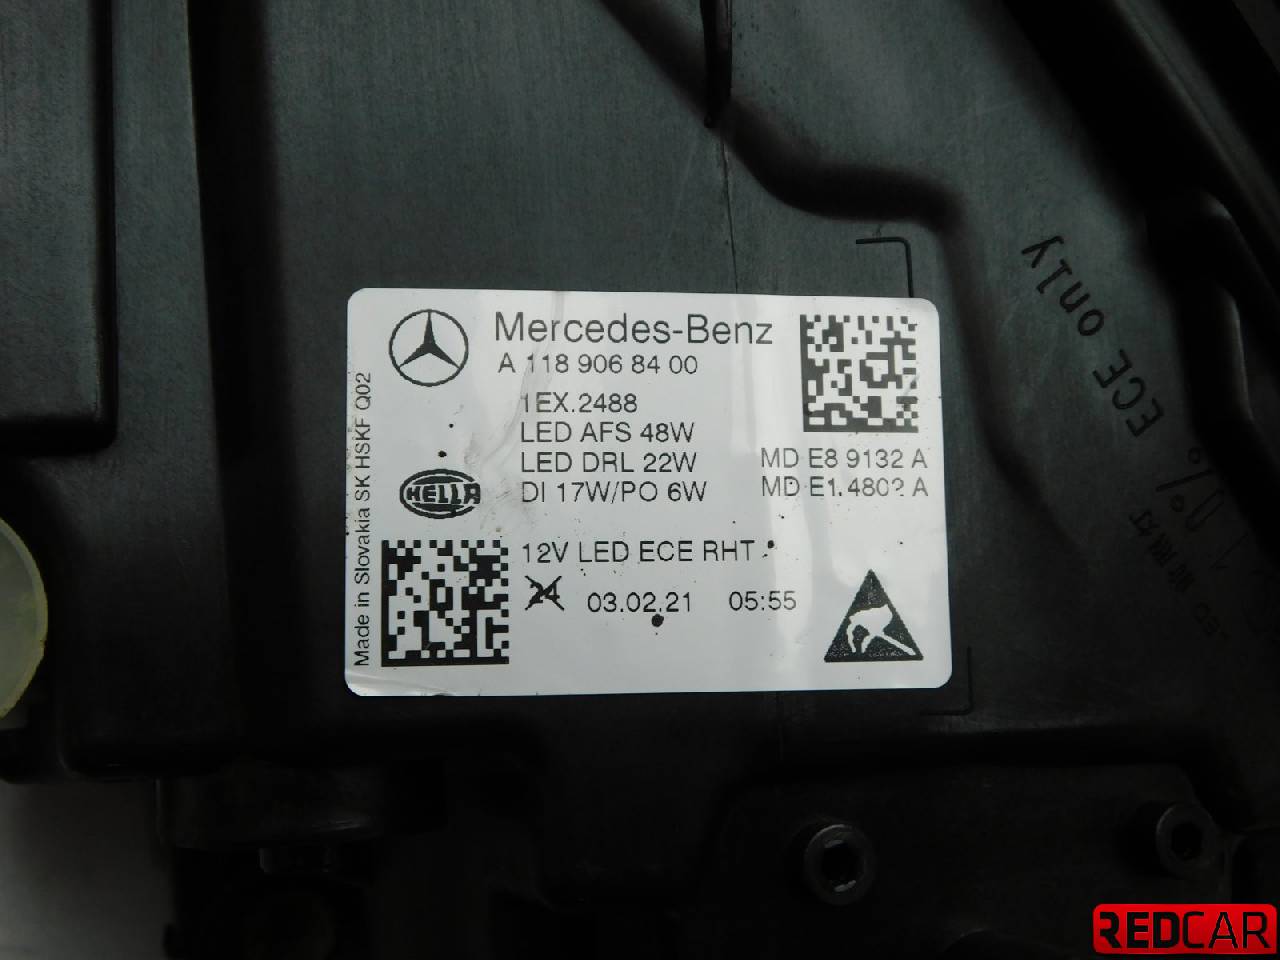 Mercedes-Benz
A 118 906 84 00
1EX.2488
LED AFS 48W
LED DRL 22W
DI 17W/PO 6W
MD E8 9132 A
MD E1.4802 A
HELLA
12V LED ECE RHT
24 03.02.21 05:55
Made in Slovakia SK HSKF Q02
ECE only
REDCAR